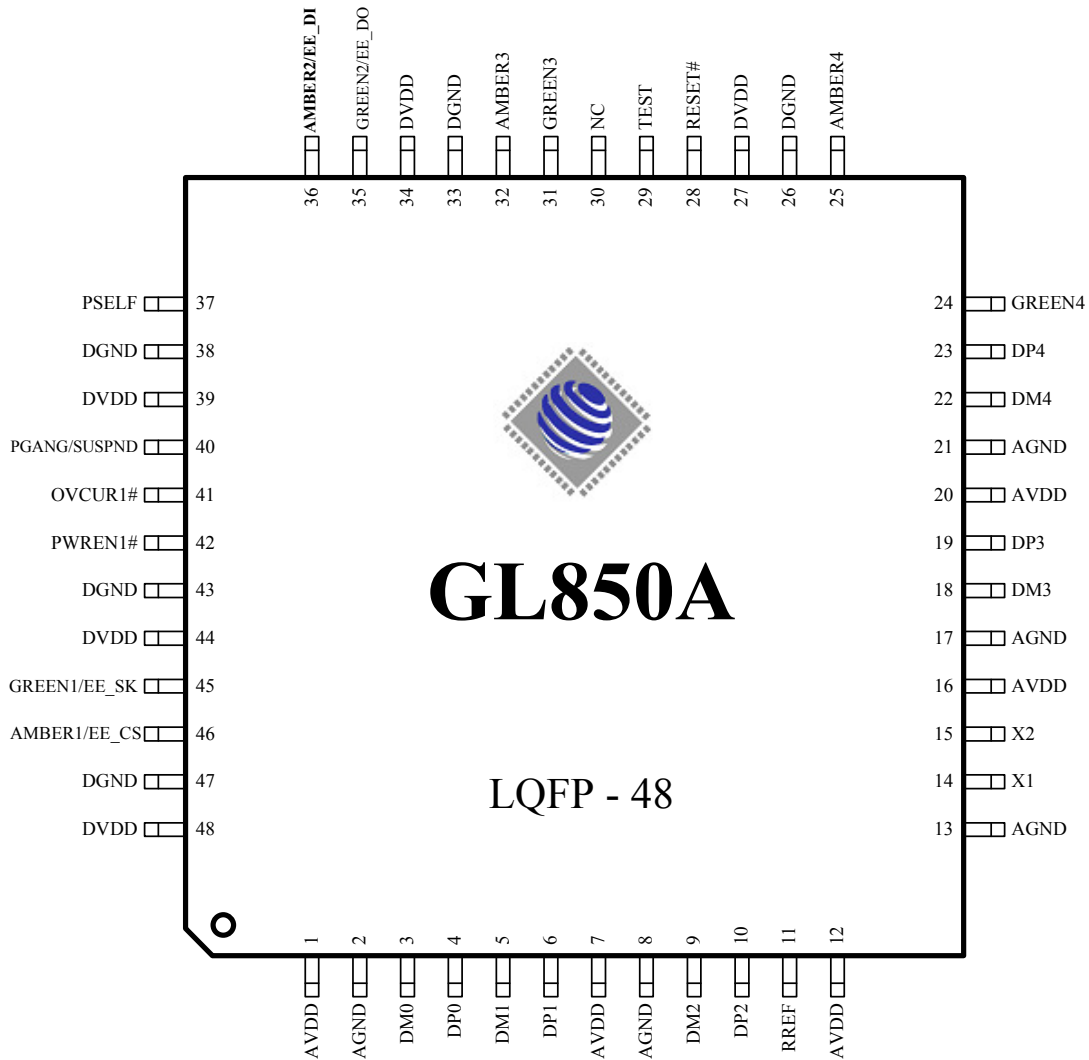 AMBER2/EE_DI
GREEN2/EE_DO
DVDD
DGND
AMBER3
GREEN3
NC
TEST
RESET#
DVDD
DGND
AMBER4
36 35 34 33 32 31 30 29 28 27 26 25
PSELF 37
DGND 38
DVDD 39
PGANG/SUSPND 40
OVCUR1# 41
PWREN1# 42
DGND 43
DVDD 44
GREEN1/EE_SK 45
AMBER1/EE_CS 46
DGND 47
DVDD 48
GL850A
LQFP - 48
24 GREEN4
23 DP4
22 DM4
21 AGND
20 AVDD
19 DP3
18 DM3
17 AGND
16 AVDD
15 X2
14 X1
13 AGND
1 2 3 4 5 6 7 8 9 10 11 12
AVDD
AGND
DM0
DP0
DM1
DP1
AVDD
AGND
DM2
DP2
RREF
AVDD